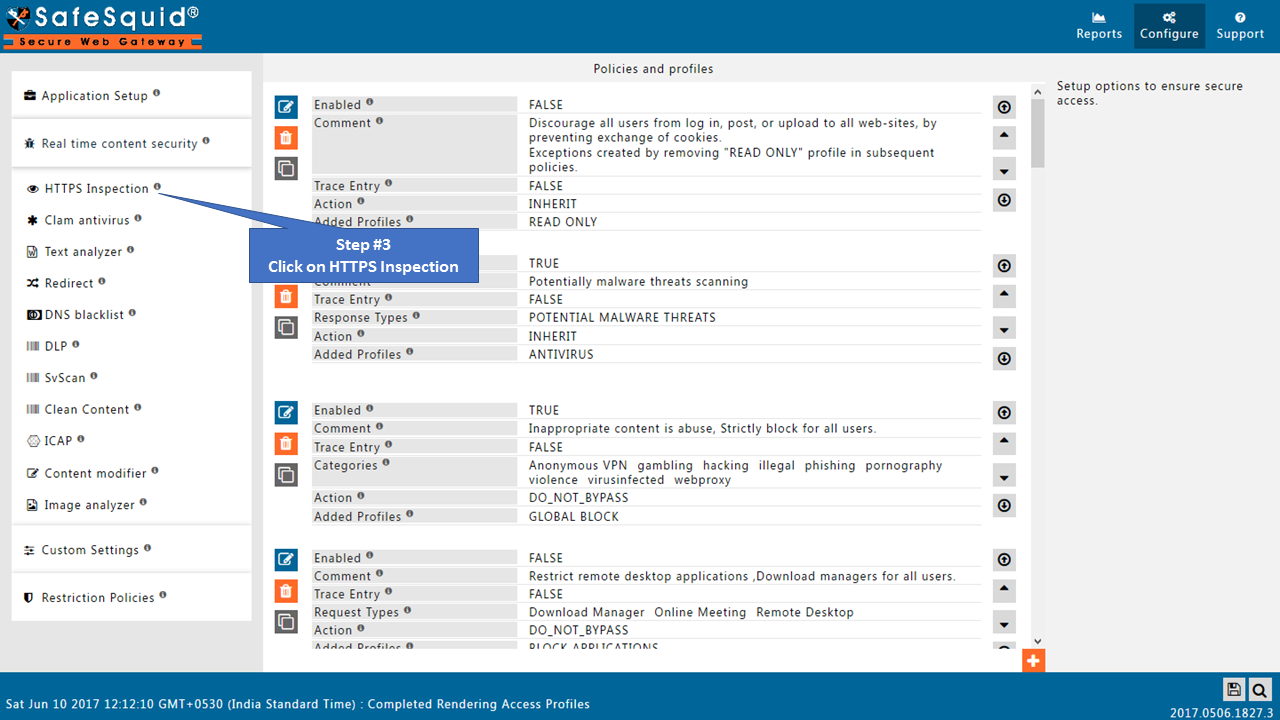 SafeSquid®
Secure Web Gateway
Reports
Configure
Support
Application Setup
Real time content security
HTTPS Inspection
Clam antivirus
Text analyzer
Redirect
DNS blacklist
DLP
SvScan
Clean Content
ICAP
Content modifier
Image analyzer
Custom Settings
Restriction Policies
Step #3
Click on HTTPS Inspection
Policies and profiles
Enabled FALSE
Comment Discourage all users from log in, post, or upload to all web-sites, by
preventing exchange of cookies.
Exceptions created by removing "READ ONLY" profile in subsequent
policies.
Trace Entry FALSE
Action INHERIT
Added Profiles READ ONLY
TRUE
Comment Potentially malware threats scanning
Trace Entry FALSE
Response Types POTENTIAL MALWARE THREATS
Action INHERIT
Added Profiles ANTIVIRUS
Enabled TRUE
Comment Inappropriate content is abuse, Strictly block for all users.
Trace Entry FALSE
Categories Anonymous VPN gambling hacking illegal phishing pornography
violence virusinfected webproxy
Action DO_NOT_BYPASS
Added Profiles GLOBAL BLOCK
Enabled FALSE
Comment Restrict remote desktop applications ,Download managers for all users.
Trace Entry FALSE
Request Types Download Manager Online Meeting Remote Desktop
Action DO_NOT_BYPASS
Added Profiles BLOCK APPLICATIONS
Setup options to ensure secure
access.
Sat Jun 10 2017 12:12:10 GMT+0530 (India Standard Time) : Completed Rendering Access Profiles
2017.0506.1827.3